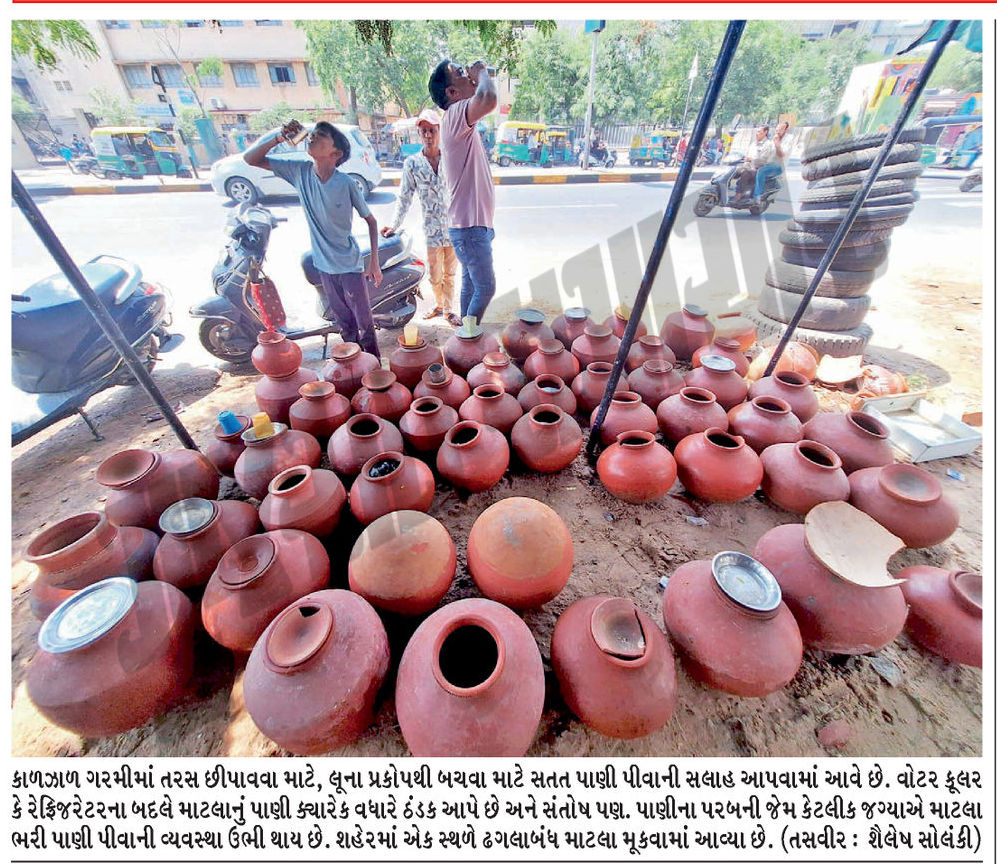 કાળઝાળ ગરમીમાં તરસ છીપાવવા માટે, લૂના પ્રકોપથી બચવા માટે સતત પાણી પીવાની સલાહ આપવામાં આવે છે. વોટર કૂલર
કે રેફ્રિજરેટરના બદલે માટલાનું પાણી ક્યારેક વધારે ઠંડક આપે છે અને સંતોષ પણ. પાણીના પરબની જેમ કેટલીક જગ્યાએ માટલા
ભરી પાણી પીવાની વ્યવસ્થા ઉભી થાય છે. શહેરમાં એક સ્થળે ઢગલાબંધ માટલા મૂકવામાં આવ્યા છે. (તસવીર : શૈલેષ સોલંકી)